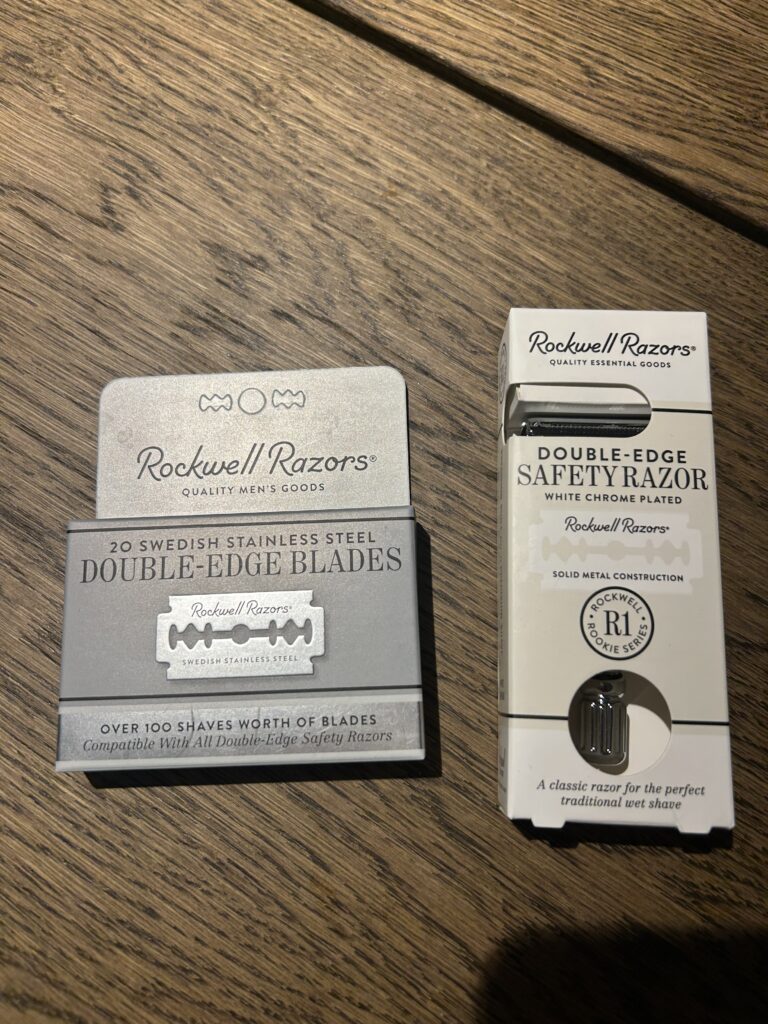 Rockwell Razors®
QUALITY MEN'S GOODS
20 SWEDISH STAINLESS STEEL
DOUBLE-EDGE BLADES
Rockwell Razors®
SWEDISH STAINLESS STEEL
OVER 100 SHAVES WORTH OF BLADES
Compatible With All Double-Edge Safety Razors
Rockwell Razors®
QUALITY ESSENTIAL GOODS
DOUBLE-EDGE
SAFETY RAZOR
WHITE CHROME PLATED
Rockwell Razors®
SOLID METAL CONSTRUCTION
ROCKWELL
R1
ROOKIE SERIES
A classic razor for the perfect
traditional wet shave